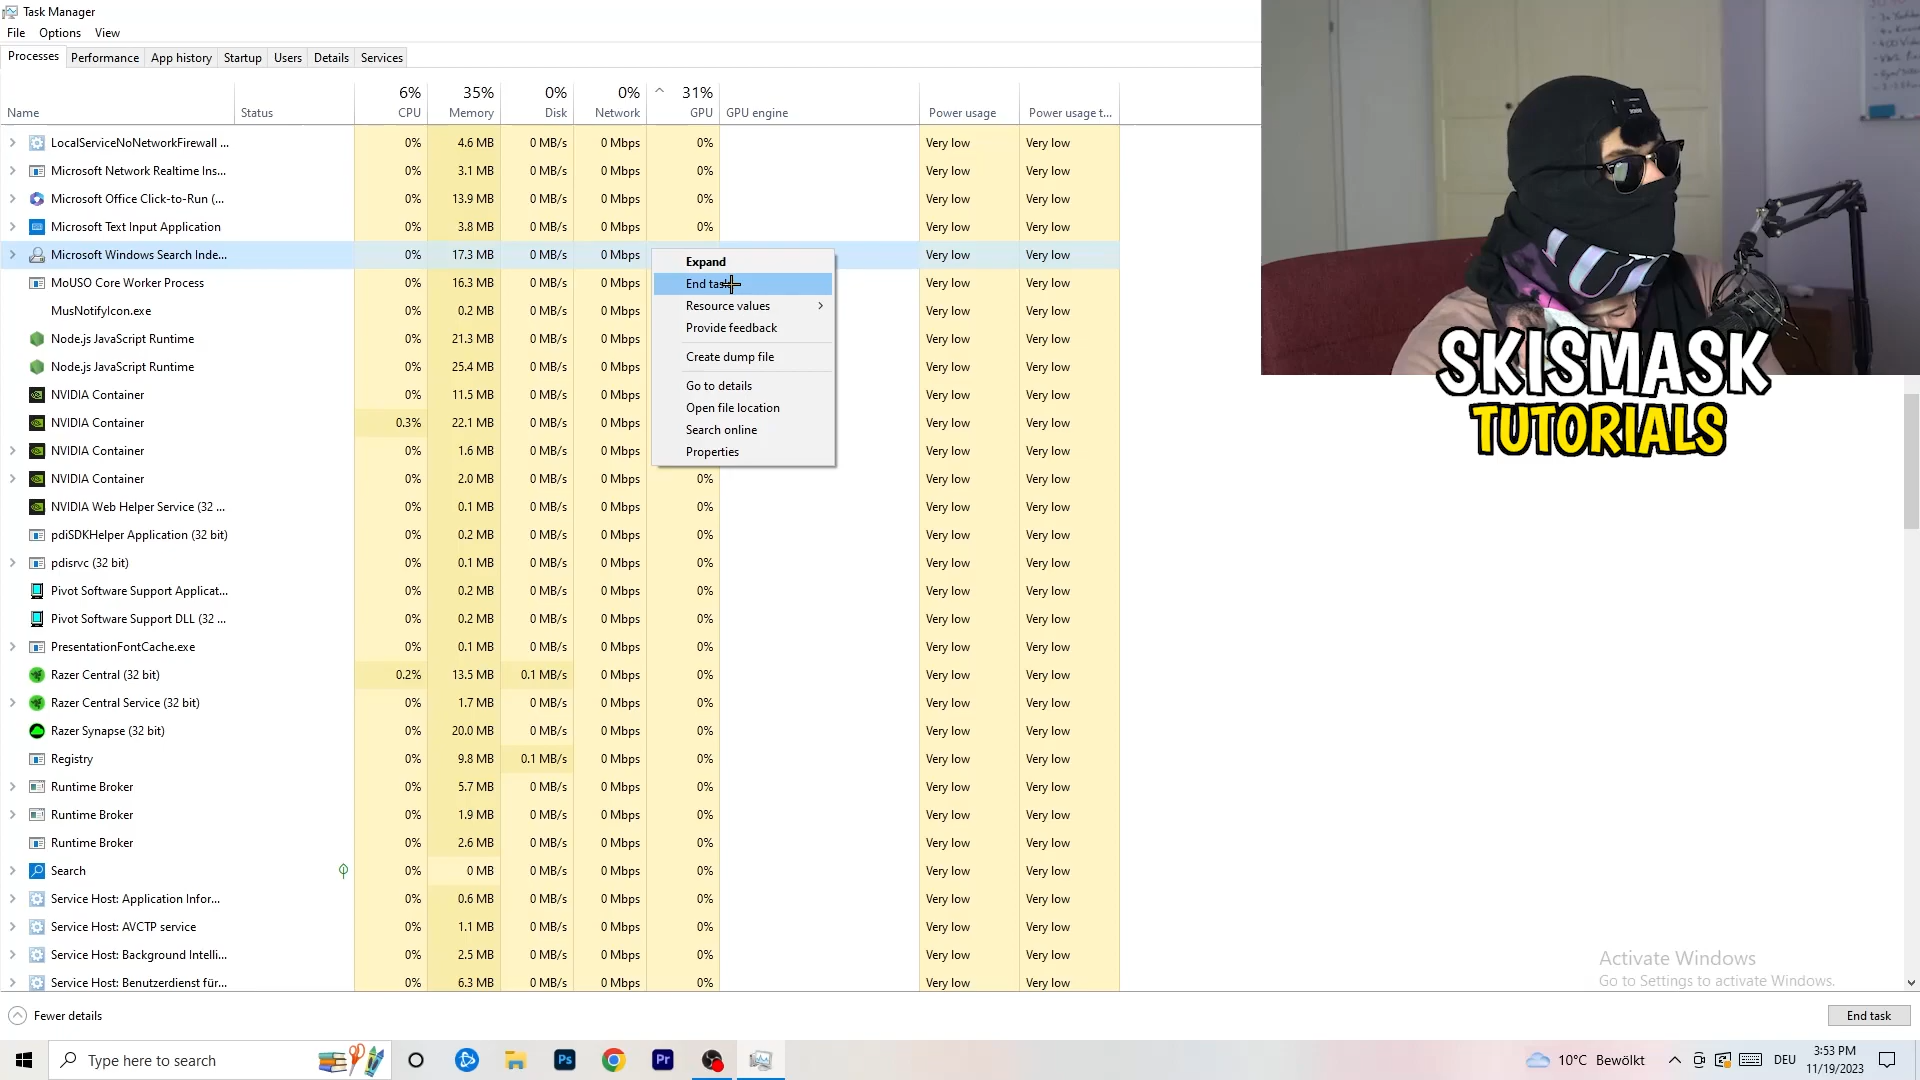 Task Manager
File Options View
Processes Performance App history Startup Users Details Services
6% 35% 0% 0% 31%
Name Status CPU Memory Disk Network GPU GPU engine Power usage Power usage t...
LocalServiceNoNetworkFirewall ... 0% 4.6 MB 0 MB/s 0 Mbps 0% Very low Very low
Microsoft Network Realtime Ins... 0% 3.1 MB 0 MB/s 0 Mbps 0% Very low Very low
Microsoft Office Click-to-Run (... 0% 13.9 MB 0 MB/s 0 Mbps 0% Very low Very low
Microsoft Text Input Application 0% 3.8 MB 0 MB/s 0 Mbps 0% Very low Very low
Microsoft Windows Search Inde... 0% 17.3 MB 0 MB/s 0 Mbps Very low Very low
MoUSO Core Worker Process 0% 16.3 MB 0 MB/s 0 Mbps Very low Very low
MusNotifyIcon.exe 0% 0.2 MB 0 MB/s 0 Mbps Very low Very low
Node.js JavaScript Runtime 0% 21.3 MB 0 MB/s 0 Mbps Very low Very low
Node.js JavaScript Runtime 0% 25.4 MB 0 MB/s 0 Mbps Very low Very low
NVIDIA Container 0% 11.5 MB 0 MB/s 0 Mbps Very low Very low
NVIDIA Container 0.3% 22.1 MB 0 MB/s 0 Mbps Very low Very low
NVIDIA Container 0% 1.6 MB 0 MB/s 0 Mbps Very low Very low
NVIDIA Container 0% 2.0 MB 0 MB/s 0 Mbps 0% Very low Very low
NVIDIA Web Helper Service (32 ... 0% 0.1 MB 0 MB/s 0 Mbps 0% Very low Very low
pdiSDKHelper Application (32 bit) 0% 0.2 MB 0 MB/s 0 Mbps 0% Very low Very low
pdisrvc (32 bit) 0% 0.1 MB 0 MB/s 0 Mbps 0% Very low Very low
Pivot Software Support Applicat... 0% 0.2 MB 0 MB/s 0 Mbps 0% Very low Very low
Pivot Software Support DLL (32 ... 0% 0.2 MB 0 MB/s 0 Mbps 0% Very low Very low
PresentationFontCache.exe 0% 0.1 MB 0 MB/s 0 Mbps 0% Very low Very low
Razer Central (32 bit) 0.2% 13.5 MB 0.1 MB/s 0 Mbps 0% Very low Very low
Razer Central Service (32 bit) 0% 1.7 MB 0 MB/s 0 Mbps 0% Very low Very low
Razer Synapse (32 bit) 0% 20.0 MB 0 MB/s 0 Mbps 0% Very low Very low
Registry 0% 9.8 MB 0.1 MB/s 0 Mbps 0% Very low Very low
Runtime Broker 0% 5.7 MB 0 MB/s 0 Mbps 0% Very low Very low
Runtime Broker 0% 1.9 MB 0 MB/s 0 Mbps 0% Very low Very low
Runtime Broker 0% 2.6 MB 0 MB/s 0 Mbps 0% Very low Very low
Search 0% 0 MB 0 MB/s 0 Mbps 0% Very low Very low
Service Host: Application Infor... 0% 0.6 MB 0 MB/s 0 Mbps 0% Very low Very low
Service Host: AVCTP service 0% 1.1 MB 0 MB/s 0 Mbps 0% Very low Very low
Service Host: Background Intelli... 0% 2.5 MB 0 MB/s 0 Mbps 0% Very low Very low
Service Host: Benutzerdienst für... 0% 6.3 MB 0 MB/s 0 Mbps 0% Very low Very low
Expand
End task
Resource values
Provide feedback
Create dump file
Go to details
Open file location
Search online
Properties
SKISMASK
TUTORIALS
Activate Windows
Go to Settings to activate Windows.
Fewer details End task
Type here to search Ps Pr 10°C Bewölkt DEU 3:53 PM
11/19/2023